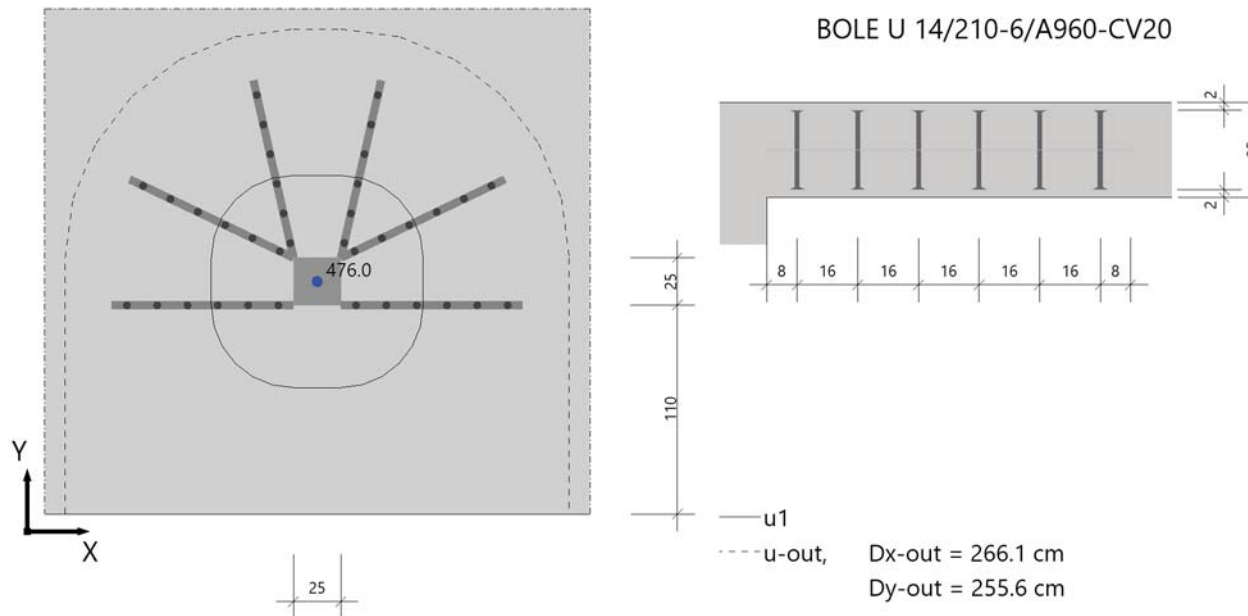 BOLE U 14/210-6/A960-CV20
476.0
2
2
8 16 16 16 16 16 8
25
110
Y
X
25
u1
u-out, Dx-out = 266.1 cm
Dy-out = 255.6 cm